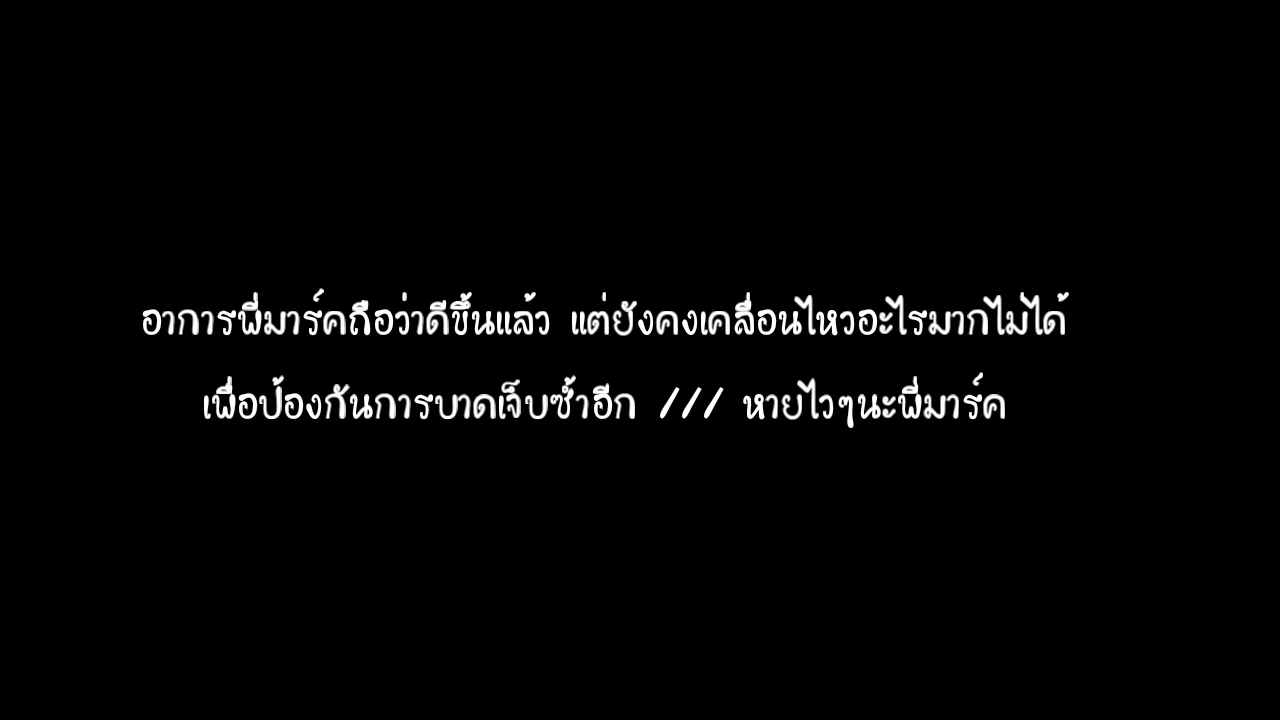 อาการพี่มาร์คถือว่าดีขึ้นแล้ว แต่ยังคงเคลื่อนไหวอะไรมากไม่ได้
เพื่อป้องกันการบาดเจ็บซ้ำอีก /// หายไวๆนะพี่มาร์ค